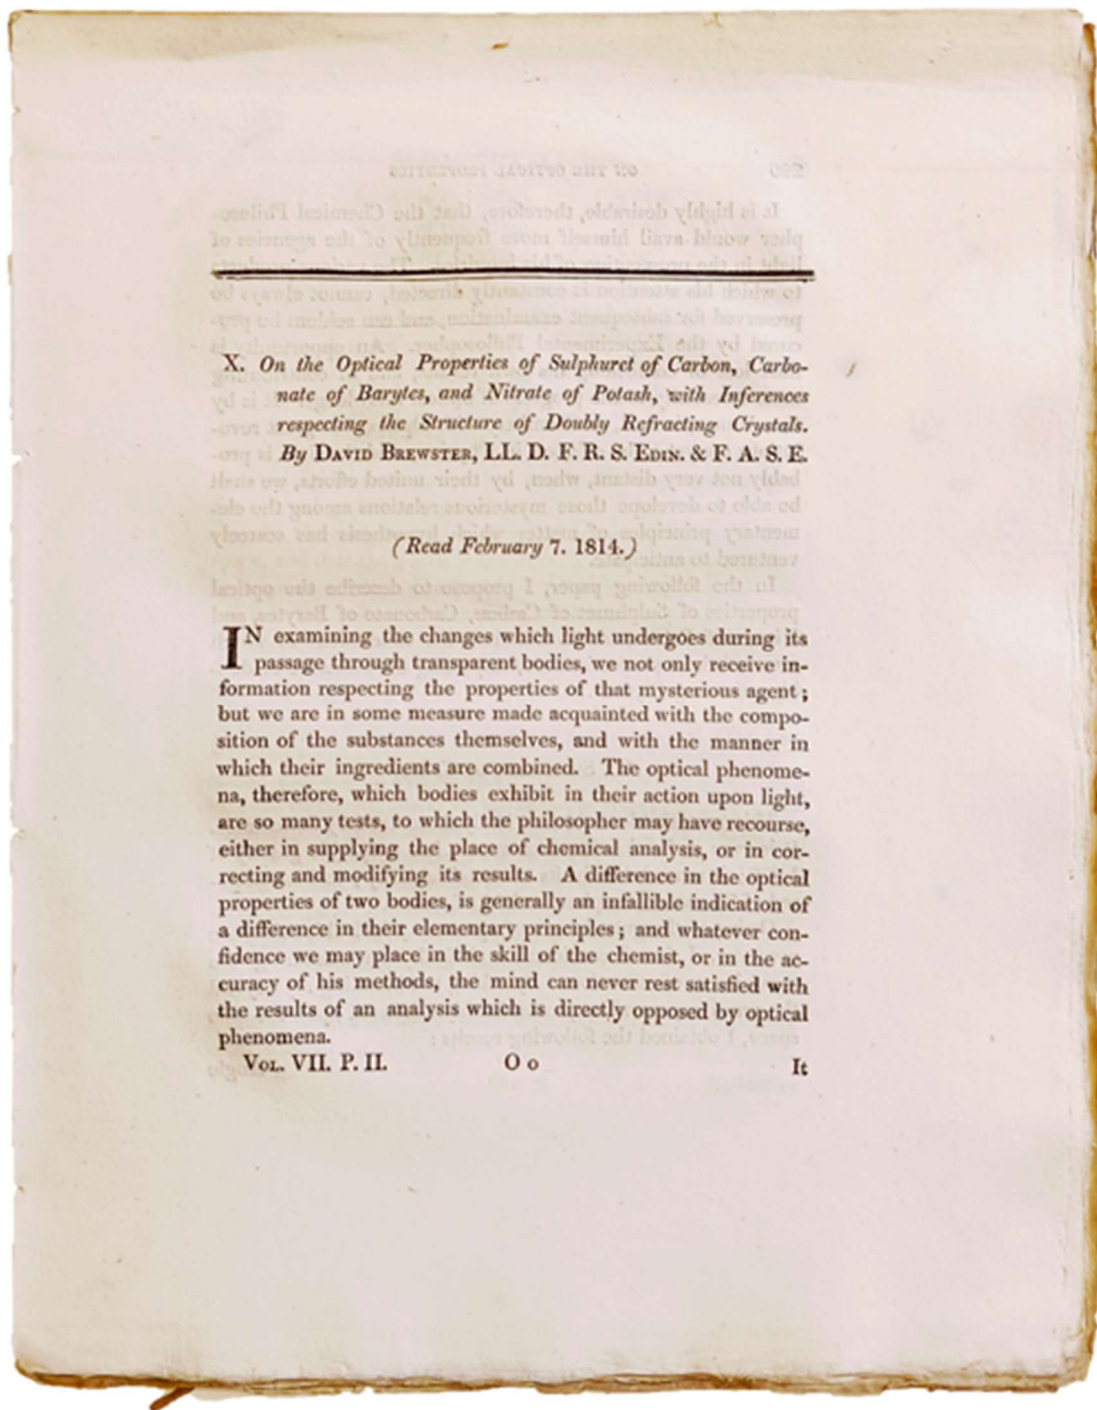 X. On the Optical Properties of Sulphuret of Carbon, Carbo-
nate of Barytes, and Nitrate of Potash, with Inferences
respecting the Structure of Doubly Refracting Crystals.
By DAVID BREWSTER, LL. D. F. R. S. EDIN. & F. A. S. E.
(Read February 7. 1814.)
IN examining the changes which light undergoes during its
passage through transparent bodies, we not only receive in-
formation respecting the properties of that mysterious agent;
but we are in some measure made acquainted with the compo-
sition of the substances themselves, and with the manner in
which their ingredients are combined. The optical phenome-
na, therefore, which bodies exhibit in their action upon light,
are so many tests, to which the philosopher may have recourse,
either in supplying the place of chemical analysis, or in cor-
recting and modifying its results. A difference in the optical
properties of two bodies, is generally an infallible indication of
a difference in their elementary principles; and whatever con-
fidence we may place in the skill of the chemist, or in the ac-
curacy of his methods, the mind can never rest satisfied with
the results of an analysis which is directly opposed by optical
phenomena.
VOL. VII. P. II. O o It